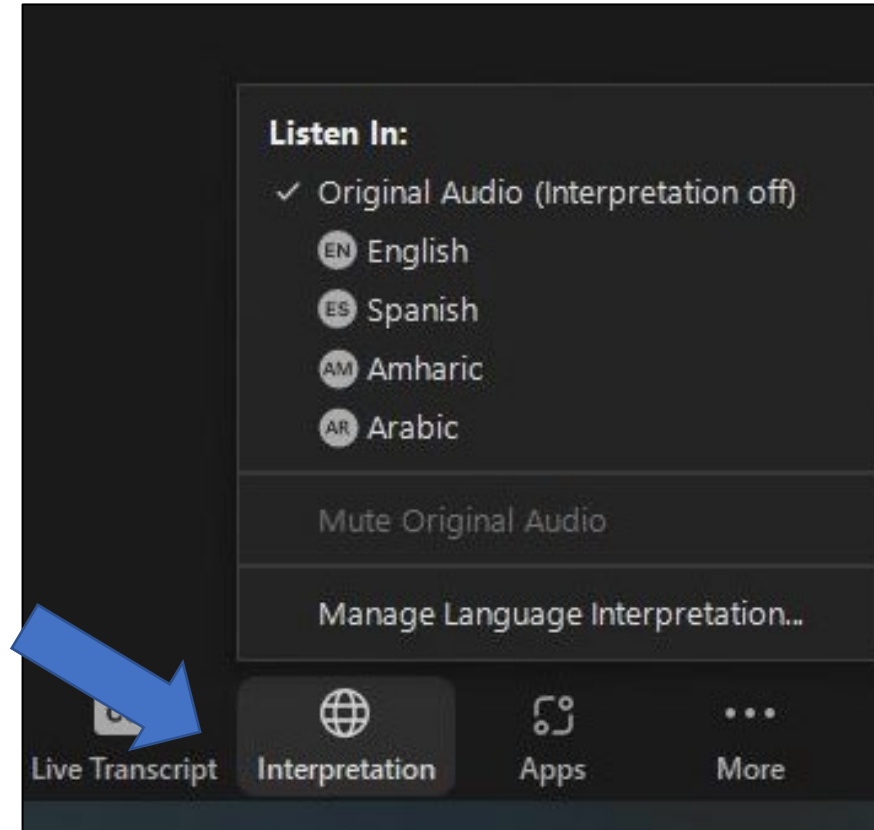 Listen In:
✓ Original Audio (Interpretation off)
EN English
ES Spanish
AM Amharic
AR Arabic
Mute Original Audio
Manage Language Interpretation...
Live Transcript Interpretation Apps More